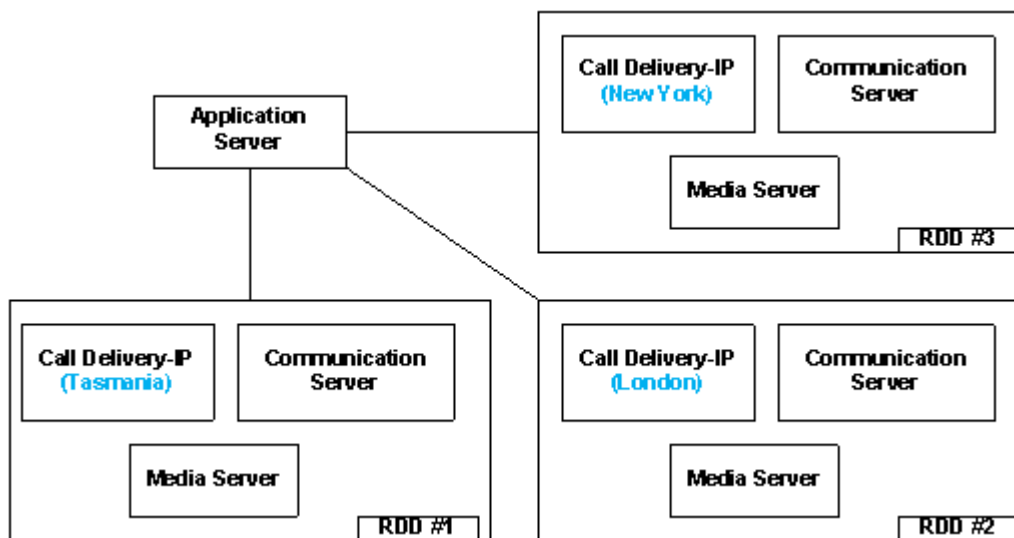 Application
Server
Call Delivery-IP
(New York)
Communication
Server
Media Server
RDD #3
Call Delivery-IP
(Tasmania)
Communication
Server
Media Server
RDD #1
Call Delivery-IP
(London)
Communication
Server
Media Server
RDD #2